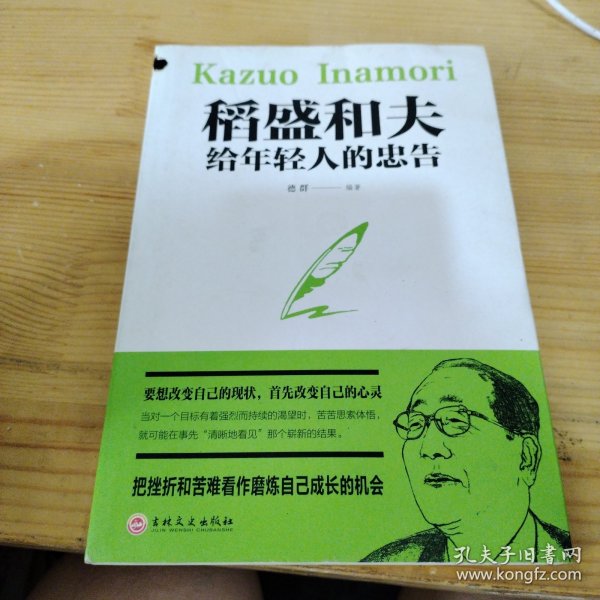 Kazuo Inamori
稻盛和夫
给年轻人的忠告
德群——编著
要想改变自己的现状，首先改变自己的心灵
当对一个目标有着强烈而持续的渴望时，苦苦思索体悟，
就可能在事先“清晰地看见”那个崭新的结果。
把挫折和苦难看作磨炼自己成长的机会
吉林文史出版社
JILIN WENSHI CHUBANSHE
孔夫子旧书网
www.kongfz.com